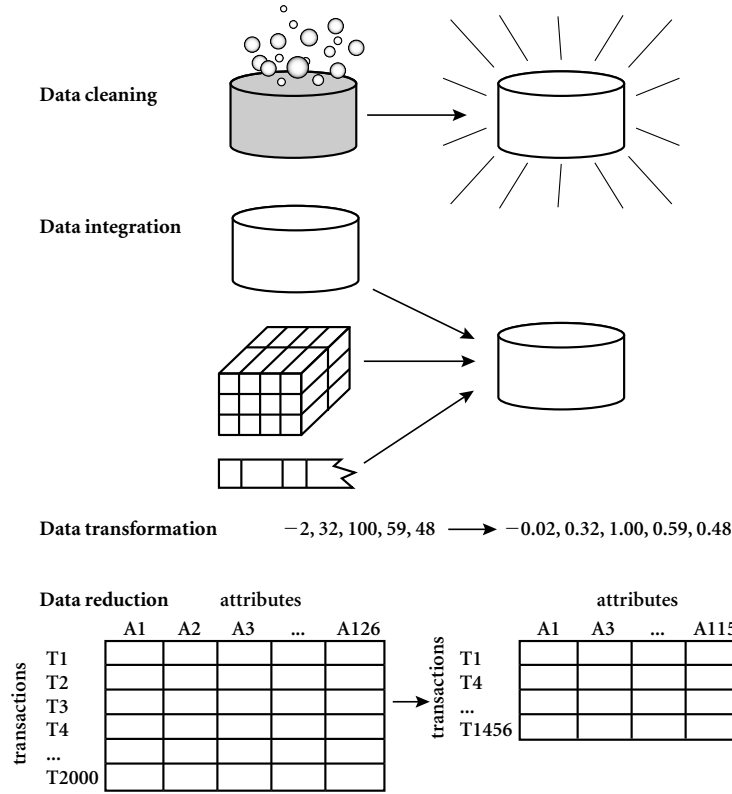 Data cleaning
Data integration
Data transformation −2, 32, 100, 59, 48 −0.02, 0.32, 1.00, 0.59, 0.48
Data reduction attributes attributes
A1 A2 A3 ... A126
transactions
T1
T2
T3
T4
...
T2000
A1 A3 ... A115
transactions
T1
T4
...
T1456